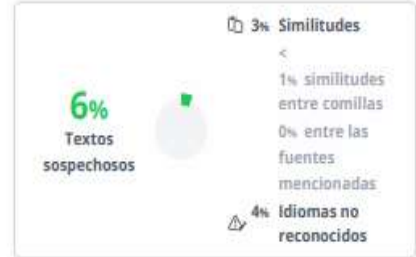 6%
Textos
sospechosos
3% Similitudes
<
1% similitudes
entre comillas
0% entre las
fuentes
mencionadas
4% Idiomas no
reconocidos